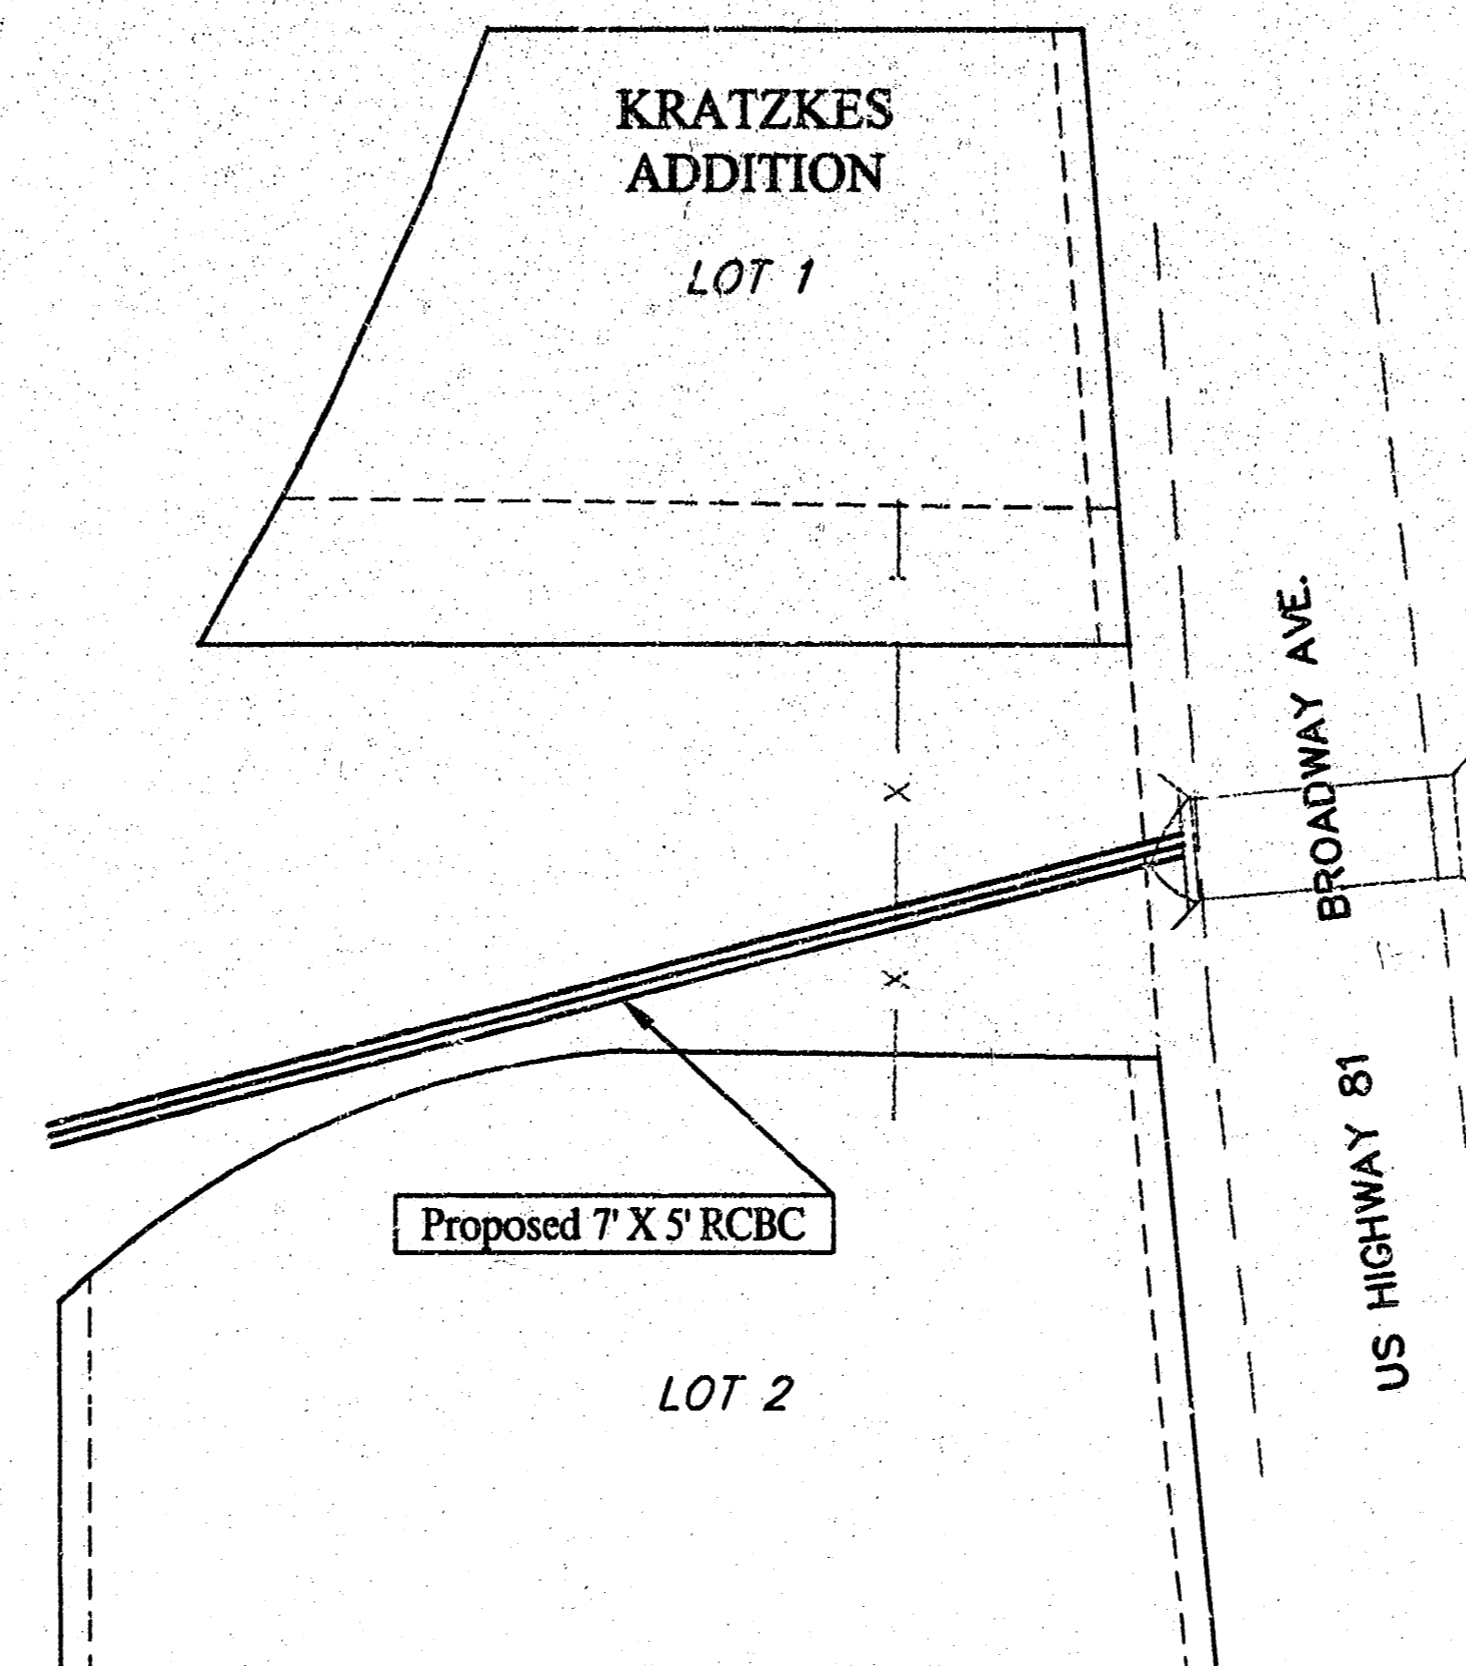 KRATZKES
ADDITION
LOT 1
BROADWAY AVE.
US HIGHWAY 81
Proposed 7' X 5' RCBC
LOT 2